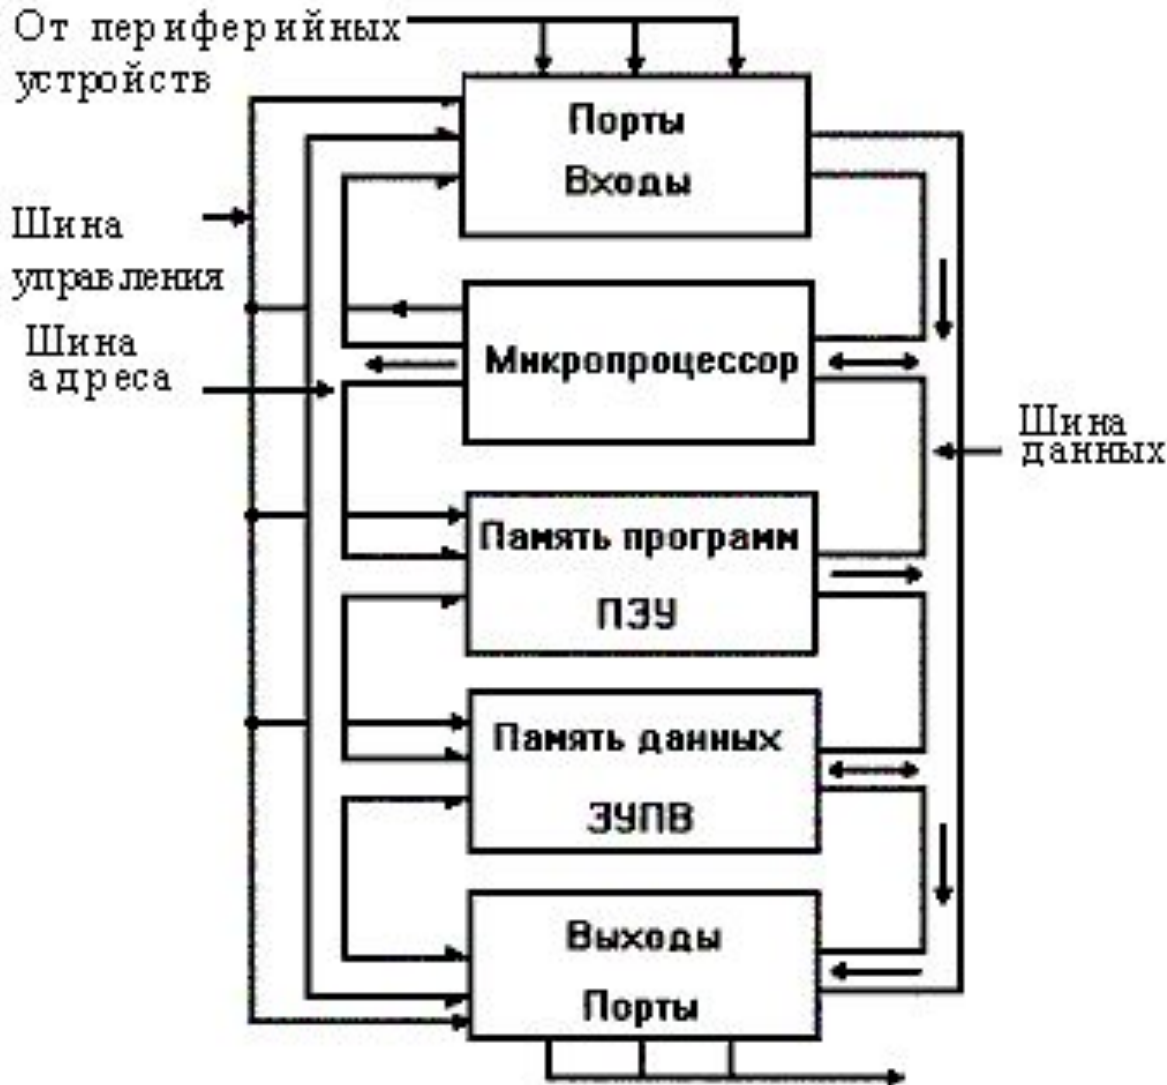 От периферийных
устройств
Порты
Входы
Шина
управления
Шина
адреса
Микропроцессор
Шина
данных
Память программ
ПЗУ
Память данных
ЗУПВ
Выходы
Порты